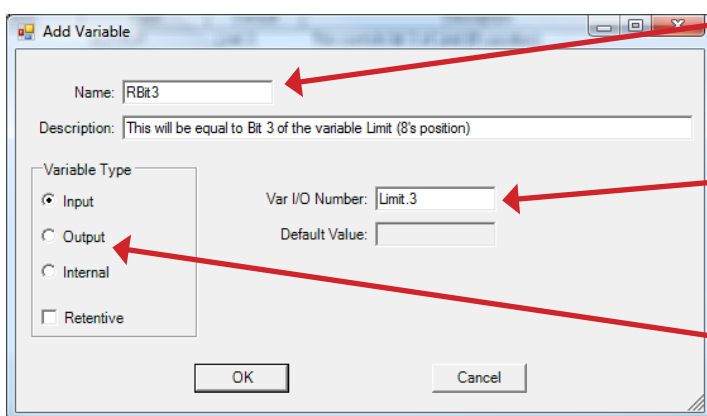 Add Variable
Name: RBit3
Description: This will be equal to Bit 3 of the variable Limit (8's position)
Variable Type
Input
Var I/O Number: Limit.3
Output
Default Value:
Internal
Retentive
OK Cancel